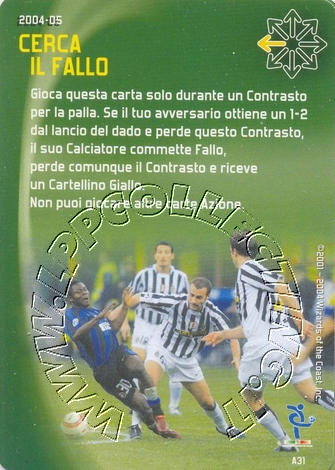 2004-05
CERCA
IL FALLO
Gioca questa carta solo durante un Contrasto
per la palla. Se il tuo avversario ottiene un 1-2
dal lancio del dado e perde questo Contrasto,
il suo Calciatore commette Fallo,
perde comunque il Contrasto e riceve
un Cartellino Giallo.
Non puoi giocare altre carte Azione.
WWW.LPPCOLLECTING.IT
©2001 - 2004 Wizards of the Coast, Inc.
A31